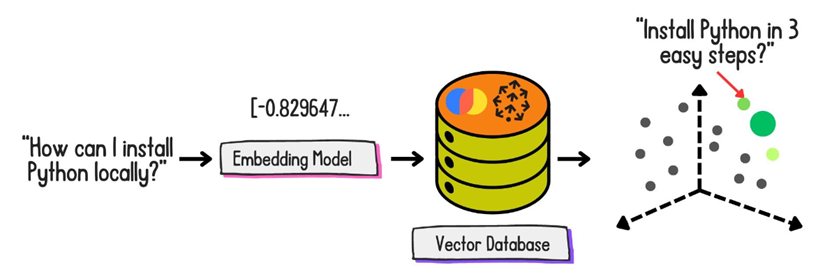 "How can I install
Python locally?"
[-0.829647...
Embedding Model
Vector Database
"Install Python in 3
easy steps?"